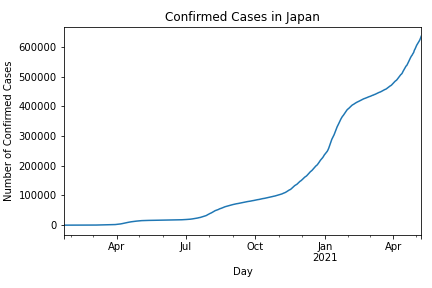 Confirmed Cases in Japan
Number of Confirmed Cases
600000
500000
400000
300000
200000
100000
0
Apr Jul Oct Jan Apr
2021
Day